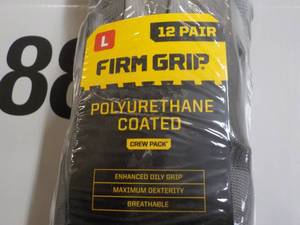 88
L
12 PAIR
FIRM GRIP
POLYURETHANE
COATED
CREW PACK
ENHANCED OILY GRIP
MAXIMUM DEXTERITY
BREATHABLE